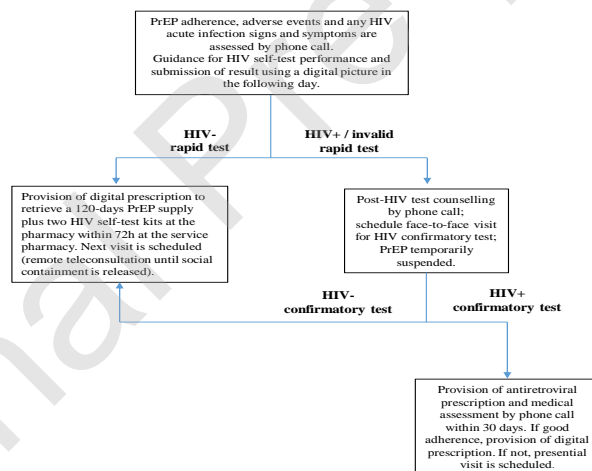 PrEP adherence, adverse events and any HIV
acute infection signs and symptoms are
assessed by phone call.
Guidance for HIV self-test performance and
submission of result using a digital picture in
the following day.
HIV-
rapid test
HIV+ / invalid
rapid test
Provision of digital prescription to
retrieve a 120-days PrEP supply
plus two HIV self-test kits at the
pharmacy within 72h at the service
pharmacy. Next visit is scheduled
(remote teleconsultation until social
containment is released).
Post-HIV test counselling
by phone call;
schedule face-to-face visit
for HIV confirmatory test;
PrEP temporarily
suspended.
HIV-
confirmatory test
HIV+
confirmatory test
Provision of antiretroviral
prescription and medical
assessment by phone call
within 30 days. If good
adherence, provision of digital
prescription. If not, presential
visit is scheduled.